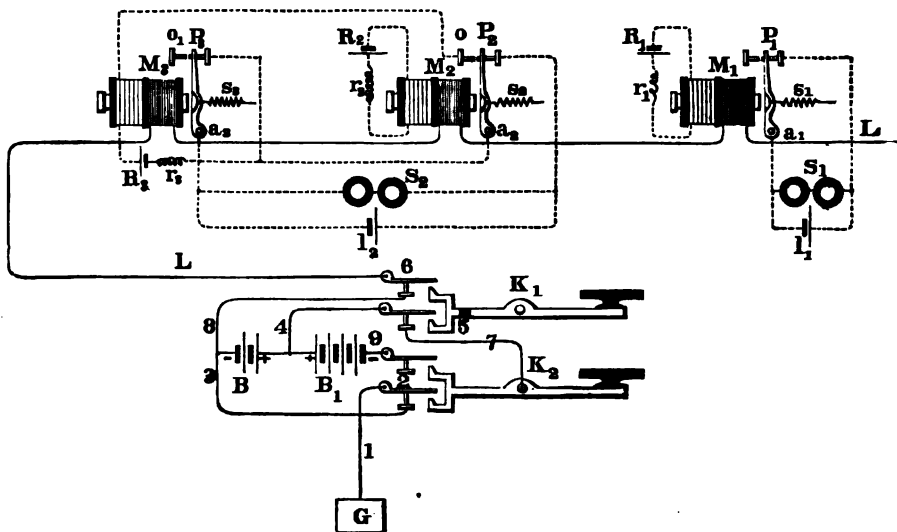 O₁ P₃ R₂ O P₂ R₁ P₁
M₃ M₂ M₁
S₃ r₂ S₂ r₁ S₁
a₃ a₂ a₁ L
R₃ r₃ S₂ S₁
l₂ l₁
L 6
K₁
8 4 5
9 7
- + + -
3 B B₁ 2 K₂
1
G